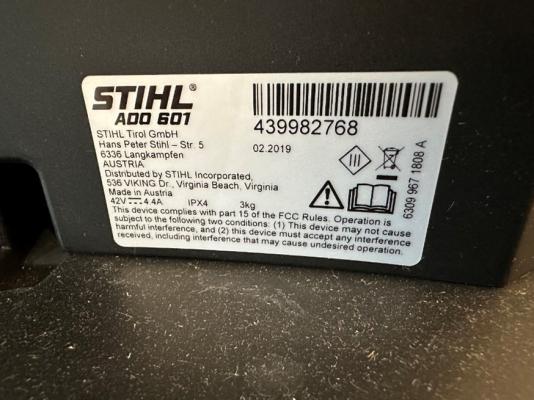 STIHL®
ADO 601
STIHL Tirol GmbH
Hans Peter Stihl – Str. 5
6336 Langkampfen
AUSTRIA
Distributed by STIHL Incorporated,
536 VIKING Dr., Virginia Beach, Virginia
Made in Austria
42V 4.4A IPX4 3kg
This device complies with part 15 of the FCC Rules. Operation is
subject to the following two conditions: (1) This device may not cause
harmful interference, and (2) this device must accept any interference
received, including interference that may cause undesired operation.
439982768
02.2019
III
6309 967 1808 A